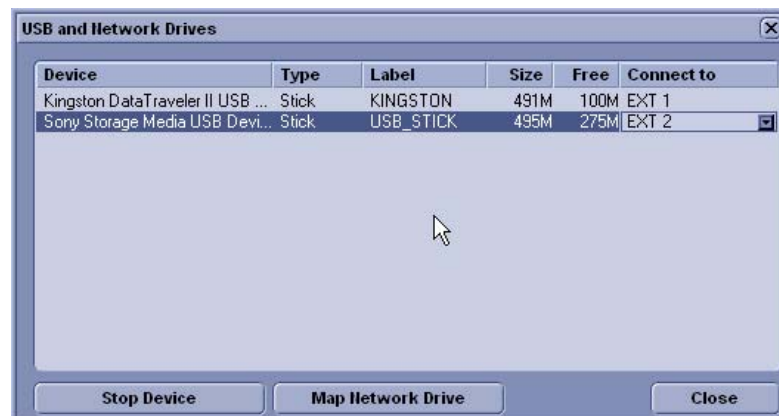 USB and Network Drives
Device Type Label Size Free Connect to
Kingston DataTraveler II USB ... Stick KINGSTON 491M 100M EXT 1
Sony Storage Media USB Devi... Stick USB_STICK 495M 275M EXT 2
Stop Device Map Network Drive Close